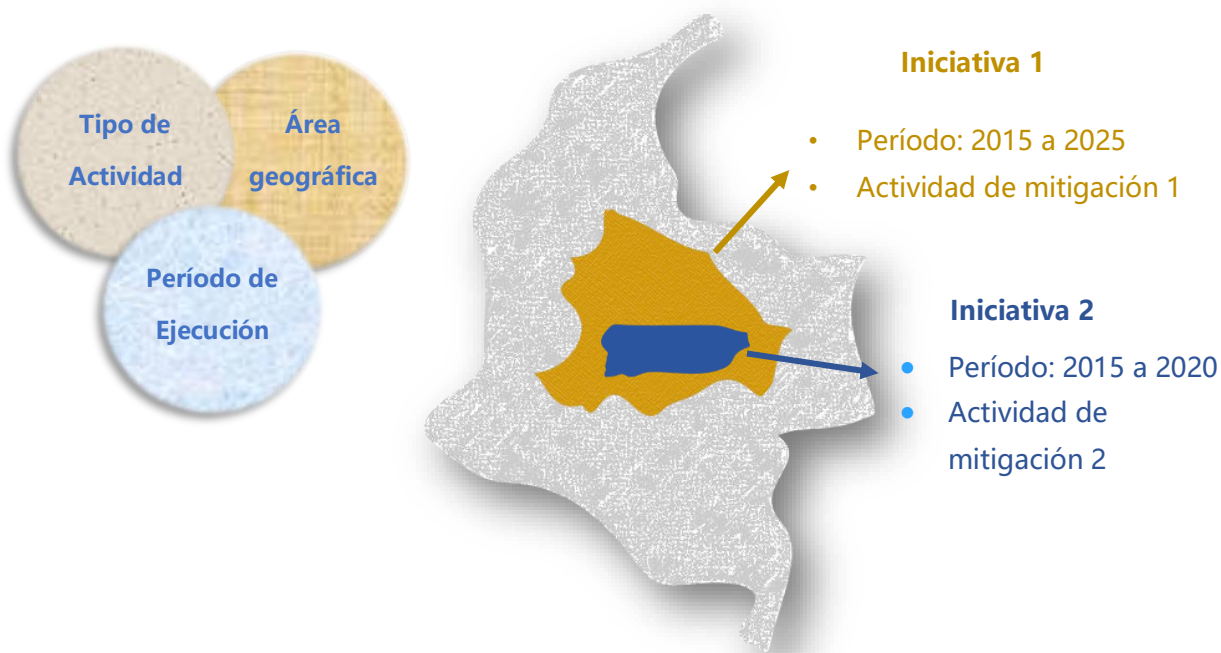 Tipo de
Actividad
Área
geográfica
Período de
Ejecución
Iniciativa 1
• Período: 2015 a 2025
• Actividad de mitigación 1
Iniciativa 2
• Período: 2015 a 2020
• Actividad de
mitigación 2